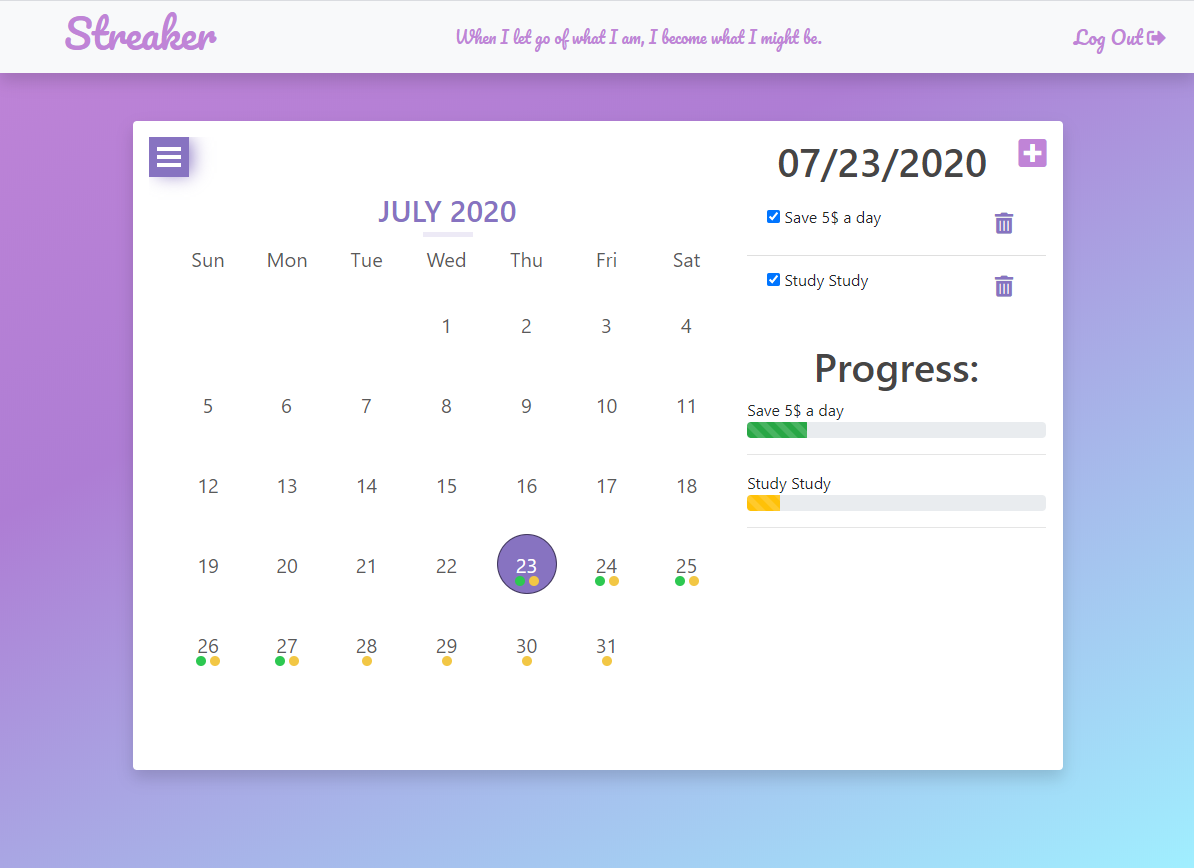 Streaker
When I let go of what I am, I become what I might be.
Log Out
JULY 2020
Sun Mon Tue Wed Thu Fri Sat
1 2 3 4
5 6 7 8 9 10 11
12 13 14 15 16 17 18
19 20 21 22 23 24 25
26 27 28 29 30 31
07/23/2020
Save 5$ a day
Study Study
Progress:
Save 5$ a day
Study Study